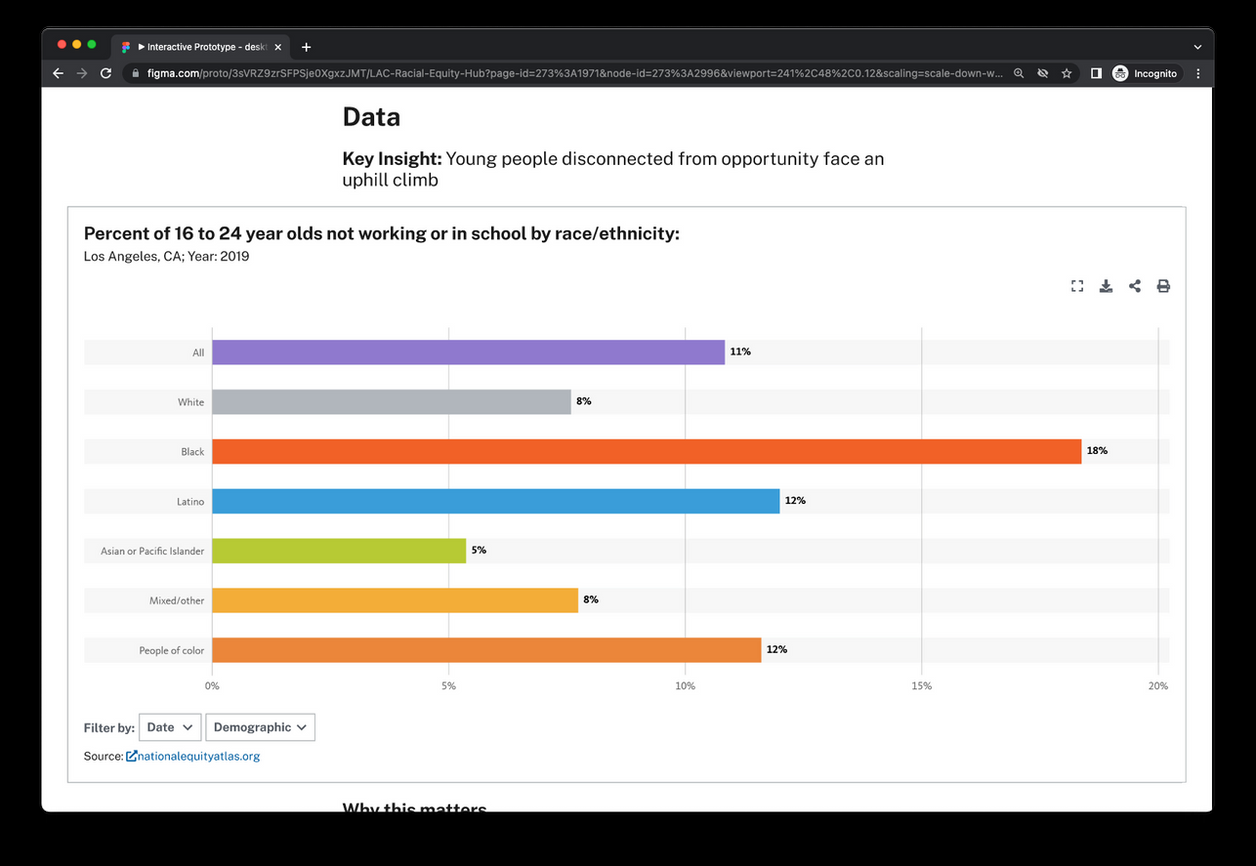 Interactive Prototype - desk
figma.com/proto/3sVRZ9zrSFPSje0XgxzJMT/LAC-Racial-Equity-Hub?page-id=273%3A1971&node-id=273%3A2996&viewport=241%2C48%2C0.12&scaling=scale-down-w...
Incognito
Data
Key Insight: Young people disconnected from opportunity face an
uphill climb
Percent of 16 to 24 year olds not working or in school by race/ethnicity:
Los Angeles, CA; Year: 2019
All 11%
White 8%
Black 18%
Latino 12%
Asian or Pacific Islander 5%
Mixed/other 8%
People of color 12%
0% 5% 10% 15% 20%
Filter by: Date Demographic
Source: nationalequityatlas.org
Why this matters